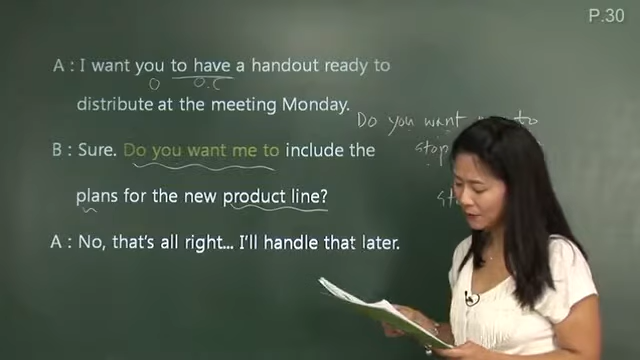 P.30
A : I want you to have a handout ready to
O O.C
distribute at the meeting Monday.
Do you want to
B : Sure. Do you want me to include the
stop
plans for the new product line?
A : No, that's all right... I'll handle that later.